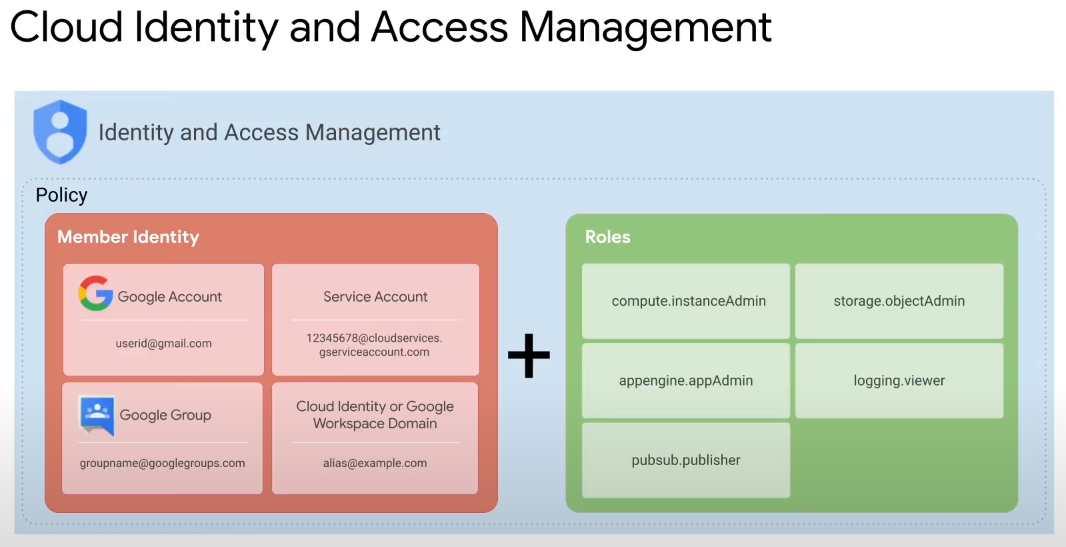 Cloud Identity and Access Management
Identity and Access Management
Policy
Member Identity
Google Account
userid@gmail.com
Service Account
12345678@cloudservices.
gserviceaccount.com
Google Group
groupname@googlegroups.com
Cloud Identity or Google
Workspace Domain
alias@example.com
+
Roles
compute.instanceAdmin
storage.objectAdmin
appengine.appAdmin
logging.viewer
pubsub.publisher